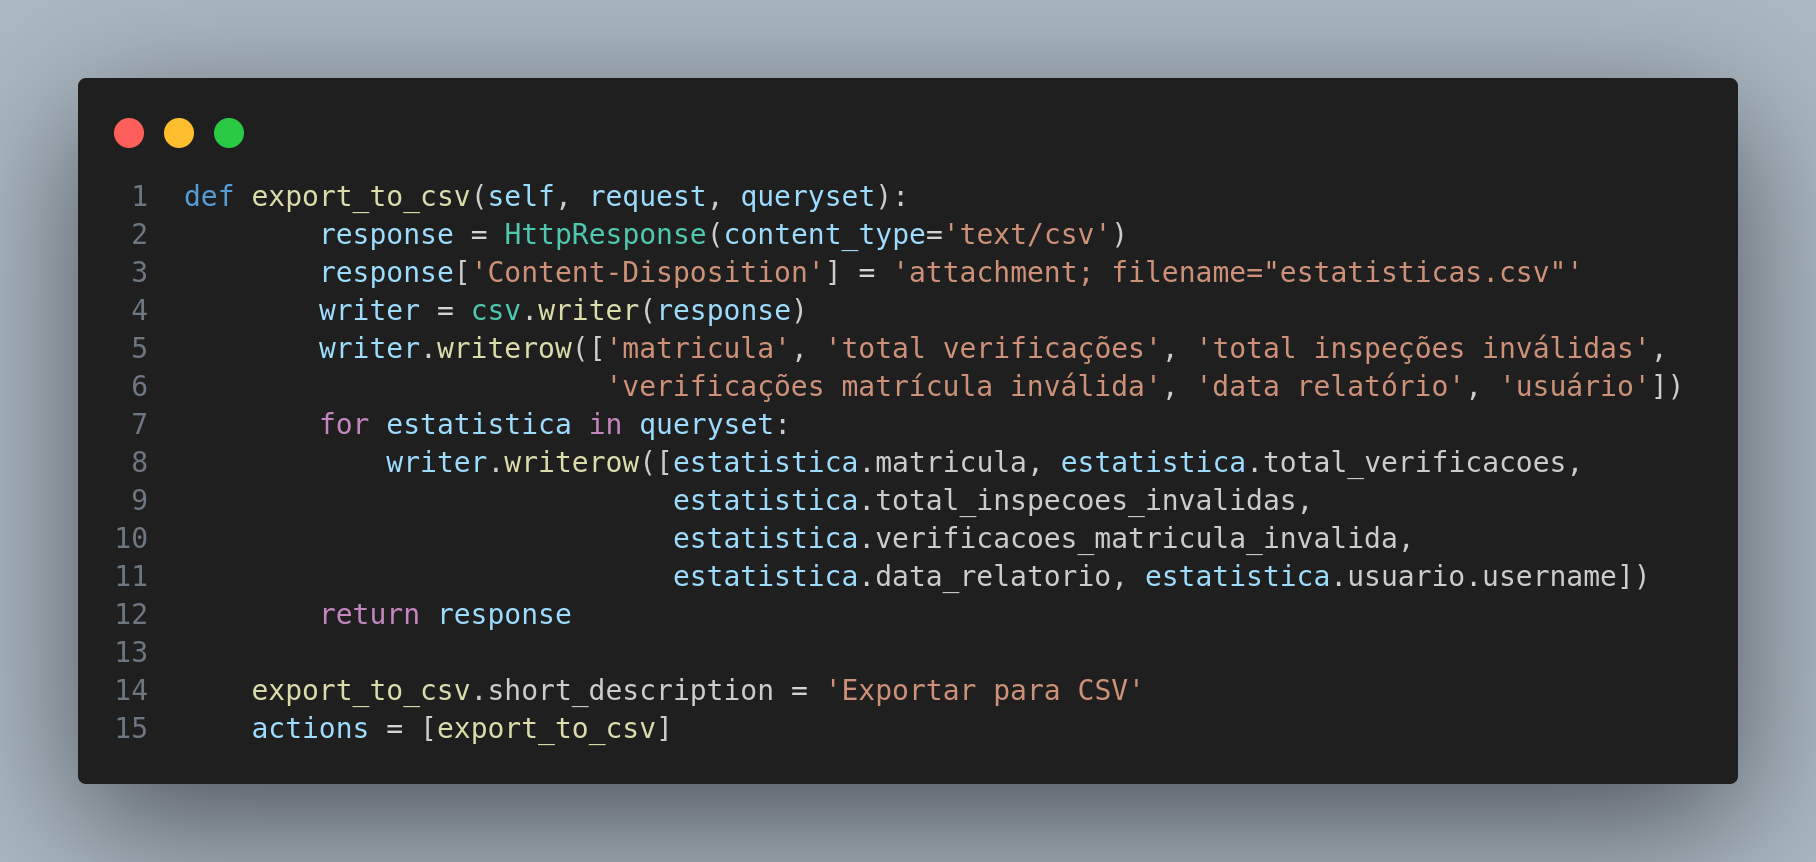 1 def export_to_csv(self, request, queryset):
2         response = HttpResponse(content_type='text/csv')
3         response['Content-Disposition'] = 'attachment; filename="estatisticas.csv"'
4         writer = csv.writer(response)
5         writer.writerow(['matricula', 'total verificações', 'total inspeções inválidas',
6                          'verificações matrícula inválida', 'data relatório', 'usuário'])
7         for estatistica in queryset:
8             writer.writerow([estatistica.matricula, estatistica.total_verificacoes,
9                              estatistica.total_inspecoes_invalidas,
10                              estatistica.verificacoes_matricula_invalida,
11                              estatistica.data_relatorio, estatistica.usuario.username])
12         return response
13
14     export_to_csv.short_description = 'Exportar para CSV'
15     actions = [export_to_csv]